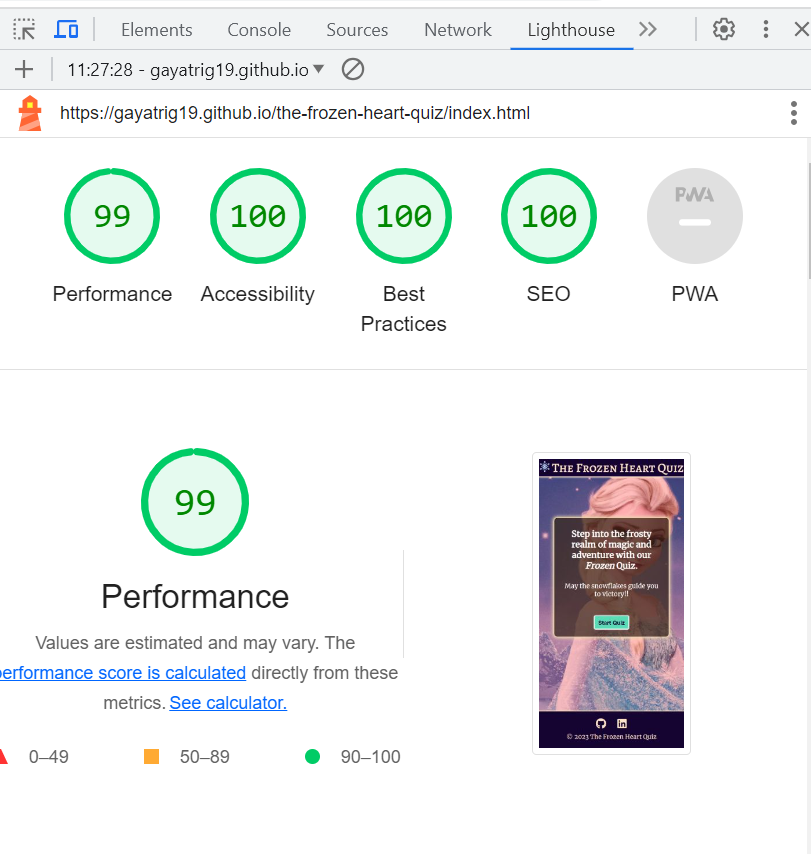 Elements Console Sources Network Lighthouse
11:27:28 - gayatrig19.github.io
https://gayatrig19.github.io/the-frozen-heart-quiz/index.html
99 100 100 100 PWA
Performance Accessibility Best Practices SEO PWA
99
Performance
Values are estimated and may vary. The
performance score is calculated directly from these
metrics. See calculator.
0–49 50–89 90–100
The Frozen Heart Quiz
Step into the frosty
realm of magic and
adventure with our
Frozen Quiz.
May the snowflakes guide you
to victory!!
Start Quiz
© 2023 The Frozen Heart Quiz